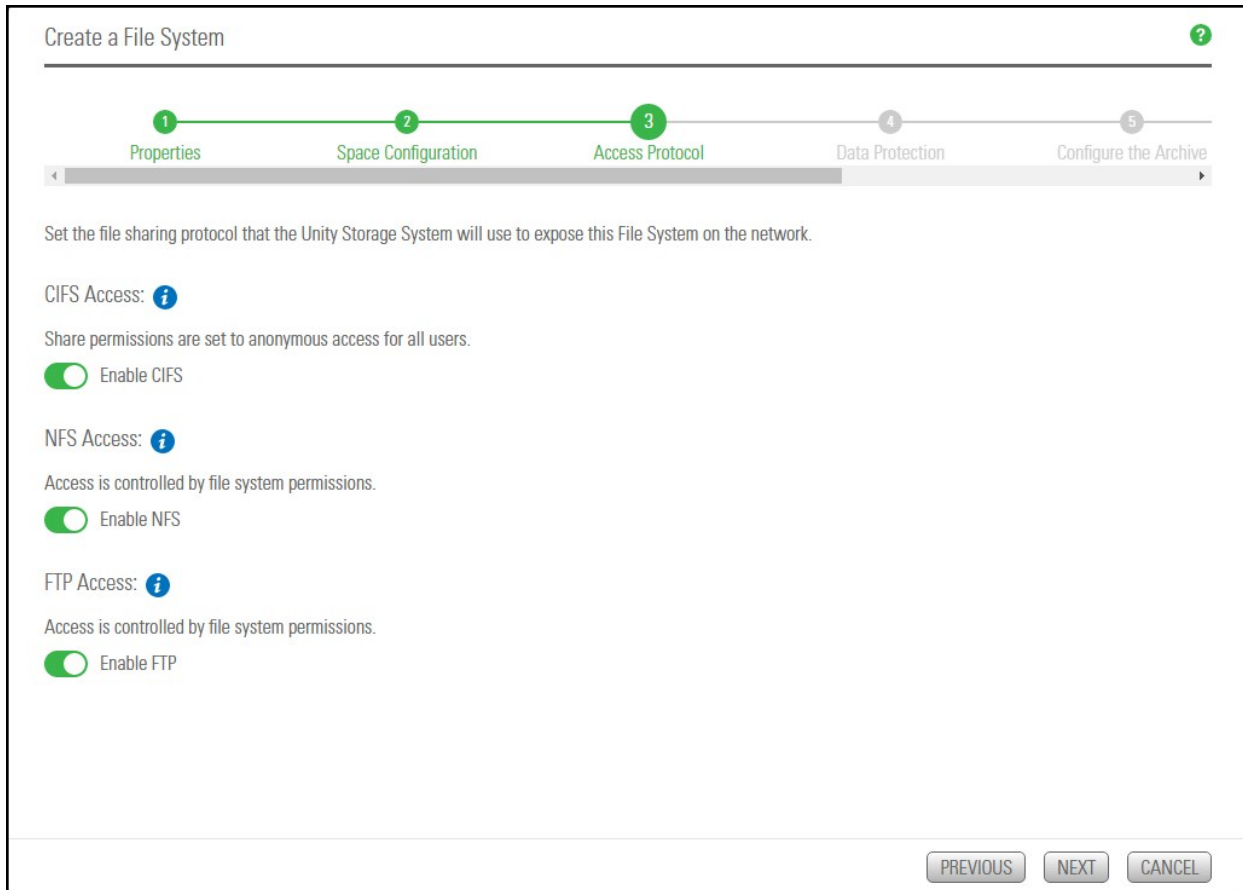 Create a File System
?
1 2 3 4 5
Properties Space Configuration Access Protocol Data Protection Configure the Archive
Set the file sharing protocol that the Unity Storage System will use to expose this File System on the network.
CIFS Access: i
Share permissions are set to anonymous access for all users.
Enable CIFS
NFS Access: i
Access is controlled by file system permissions.
Enable NFS
FTP Access: i
Access is controlled by file system permissions.
Enable FTP
PREVIOUS NEXT CANCEL